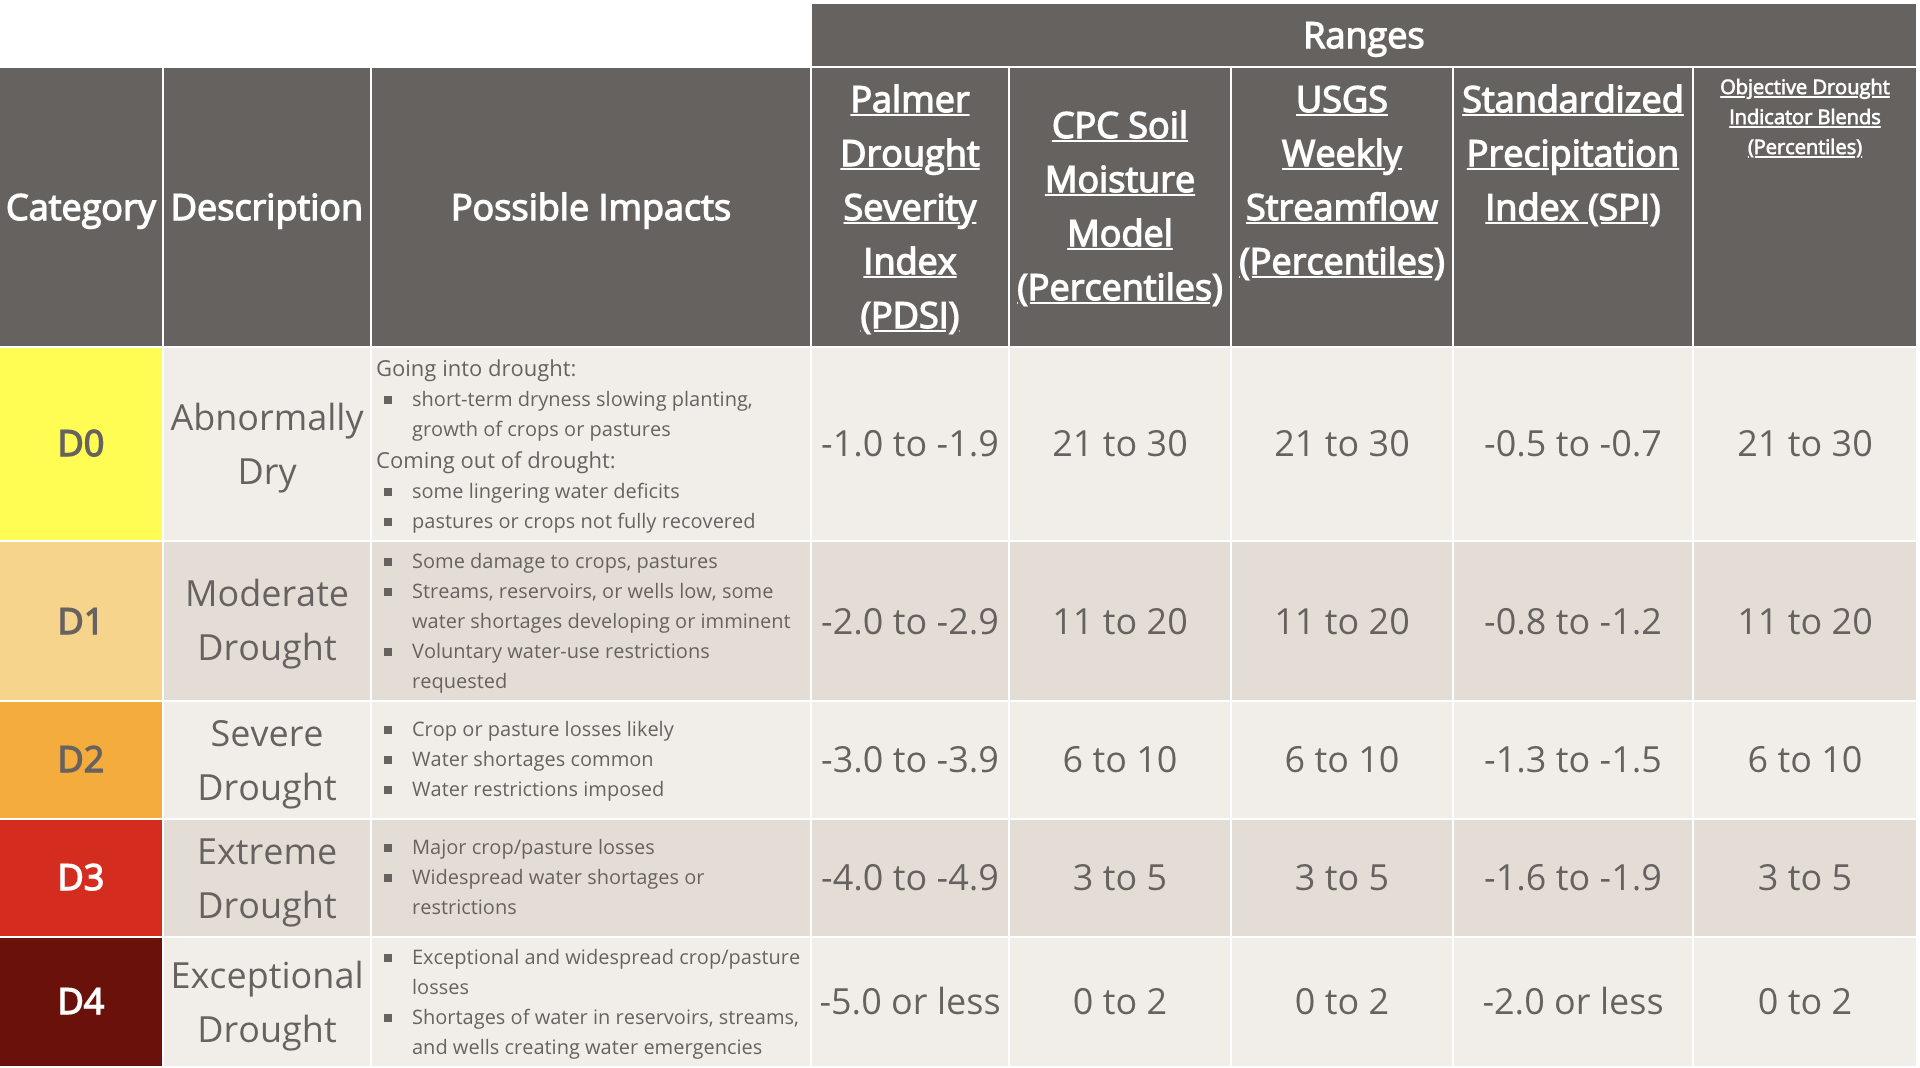 Ranges
Category
Description
Possible Impacts
Palmer
Drought
Severity
Index
(PDSI)
CPC Soil
Moisture
Model
(Percentiles)
USGS
Weekly
Streamflow
(Percentiles)
Standardized
Precipitation
Index (SPI)
Objective Drought
Indicator Blends
(Percentiles)
D0
Abnormally
Dry
Going into drought:
▪ short-term dryness slowing planting,
growth of crops or pastures
Coming out of drought:
▪ some lingering water deficits
▪ pastures or crops not fully recovered
-1.0 to -1.9
21 to 30
21 to 30
-0.5 to -0.7
21 to 30
D1
Moderate
Drought
▪ Some damage to crops, pastures
▪ Streams, reservoirs, or wells low, some
water shortages developing or imminent
▪ Voluntary water-use restrictions
requested
-2.0 to -2.9
11 to 20
11 to 20
-0.8 to -1.2
11 to 20
D2
Severe
Drought
▪ Crop or pasture losses likely
▪ Water shortages common
▪ Water restrictions imposed
-3.0 to -3.9
6 to 10
6 to 10
-1.3 to -1.5
6 to 10
D3
Extreme
Drought
▪ Major crop/pasture losses
▪ Widespread water shortages or
restrictions
-4.0 to -4.9
3 to 5
3 to 5
-1.6 to -1.9
3 to 5
D4
Exceptional
Drought
▪ Exceptional and widespread crop/pasture
losses
▪ Shortages of water in reservoirs, streams,
and wells creating water emergencies
-5.0 or less
0 to 2
0 to 2
-2.0 or less
0 to 2